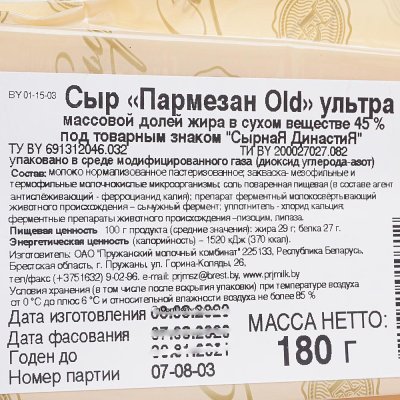 BY 01-15-03
Сыр «Пармезан Old» ультра
массовой долей жира в сухом веществе 45 %
под товарным знаком "СырнаЯ ДинастиЯ"
ТУ BY 691312046.032 ТИ BY 200027027.082
упаковано в среде модифицированного газа (диоксид углерода-азот)
Состав: молоко нормализованное пастеризованное; закваска- мезофильные и
термофильные молочнокислые микроорганизмы; соль поваренная пищевая (в составе агент
антислёживающий - ферроцианид калия); препарат ферментный молокосвёртывающий
животного происхождения – сычужный фермент; уплотнитель - хлорид кальция;
ферментные препараты животного происхождения –лизоцим, липаза.
Пищевая ценность 100 г продукта (средние значения): жира 29 г; белка 27 г.
Энергетическая ценность (калорийность) – 1520 кДж (370 ккал).
Изготовитель: ОАО "Пружанский молочный комбинат" 225133, Республика Беларусь,
Брестская область, г. Пружаны, ул. Горина-Коляды, 26.
тел/факс (+3751632) 9-02-96. e-mail: prjmsz@brest.by, www.prjmilk.by
Условия хранения (в том числе после вскрытия упаковки) при температуре воздуха
от 0 °С до плюс 6 °С и относительной влажности воздуха не более 85 %
Дата изготовления
Дата фасования
Годен до
Номер партии 07-08-03
МАССА НЕТТО:
180 г